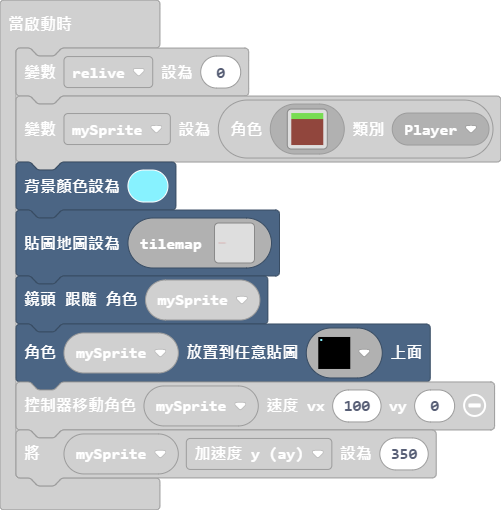 當啟動時
變數 relive 設為 0
變數 mySprite 設為 角色 類別 Player
背景顏色設為
貼圖地圖設為 tilemap
鏡頭 跟隨 角色 mySprite
角色 mySprite 放置到任意貼圖 上面
控制器移動角色 mySprite 速度 vx 100 vy 0
將 mySprite 加速度 y (ay) 設為 350